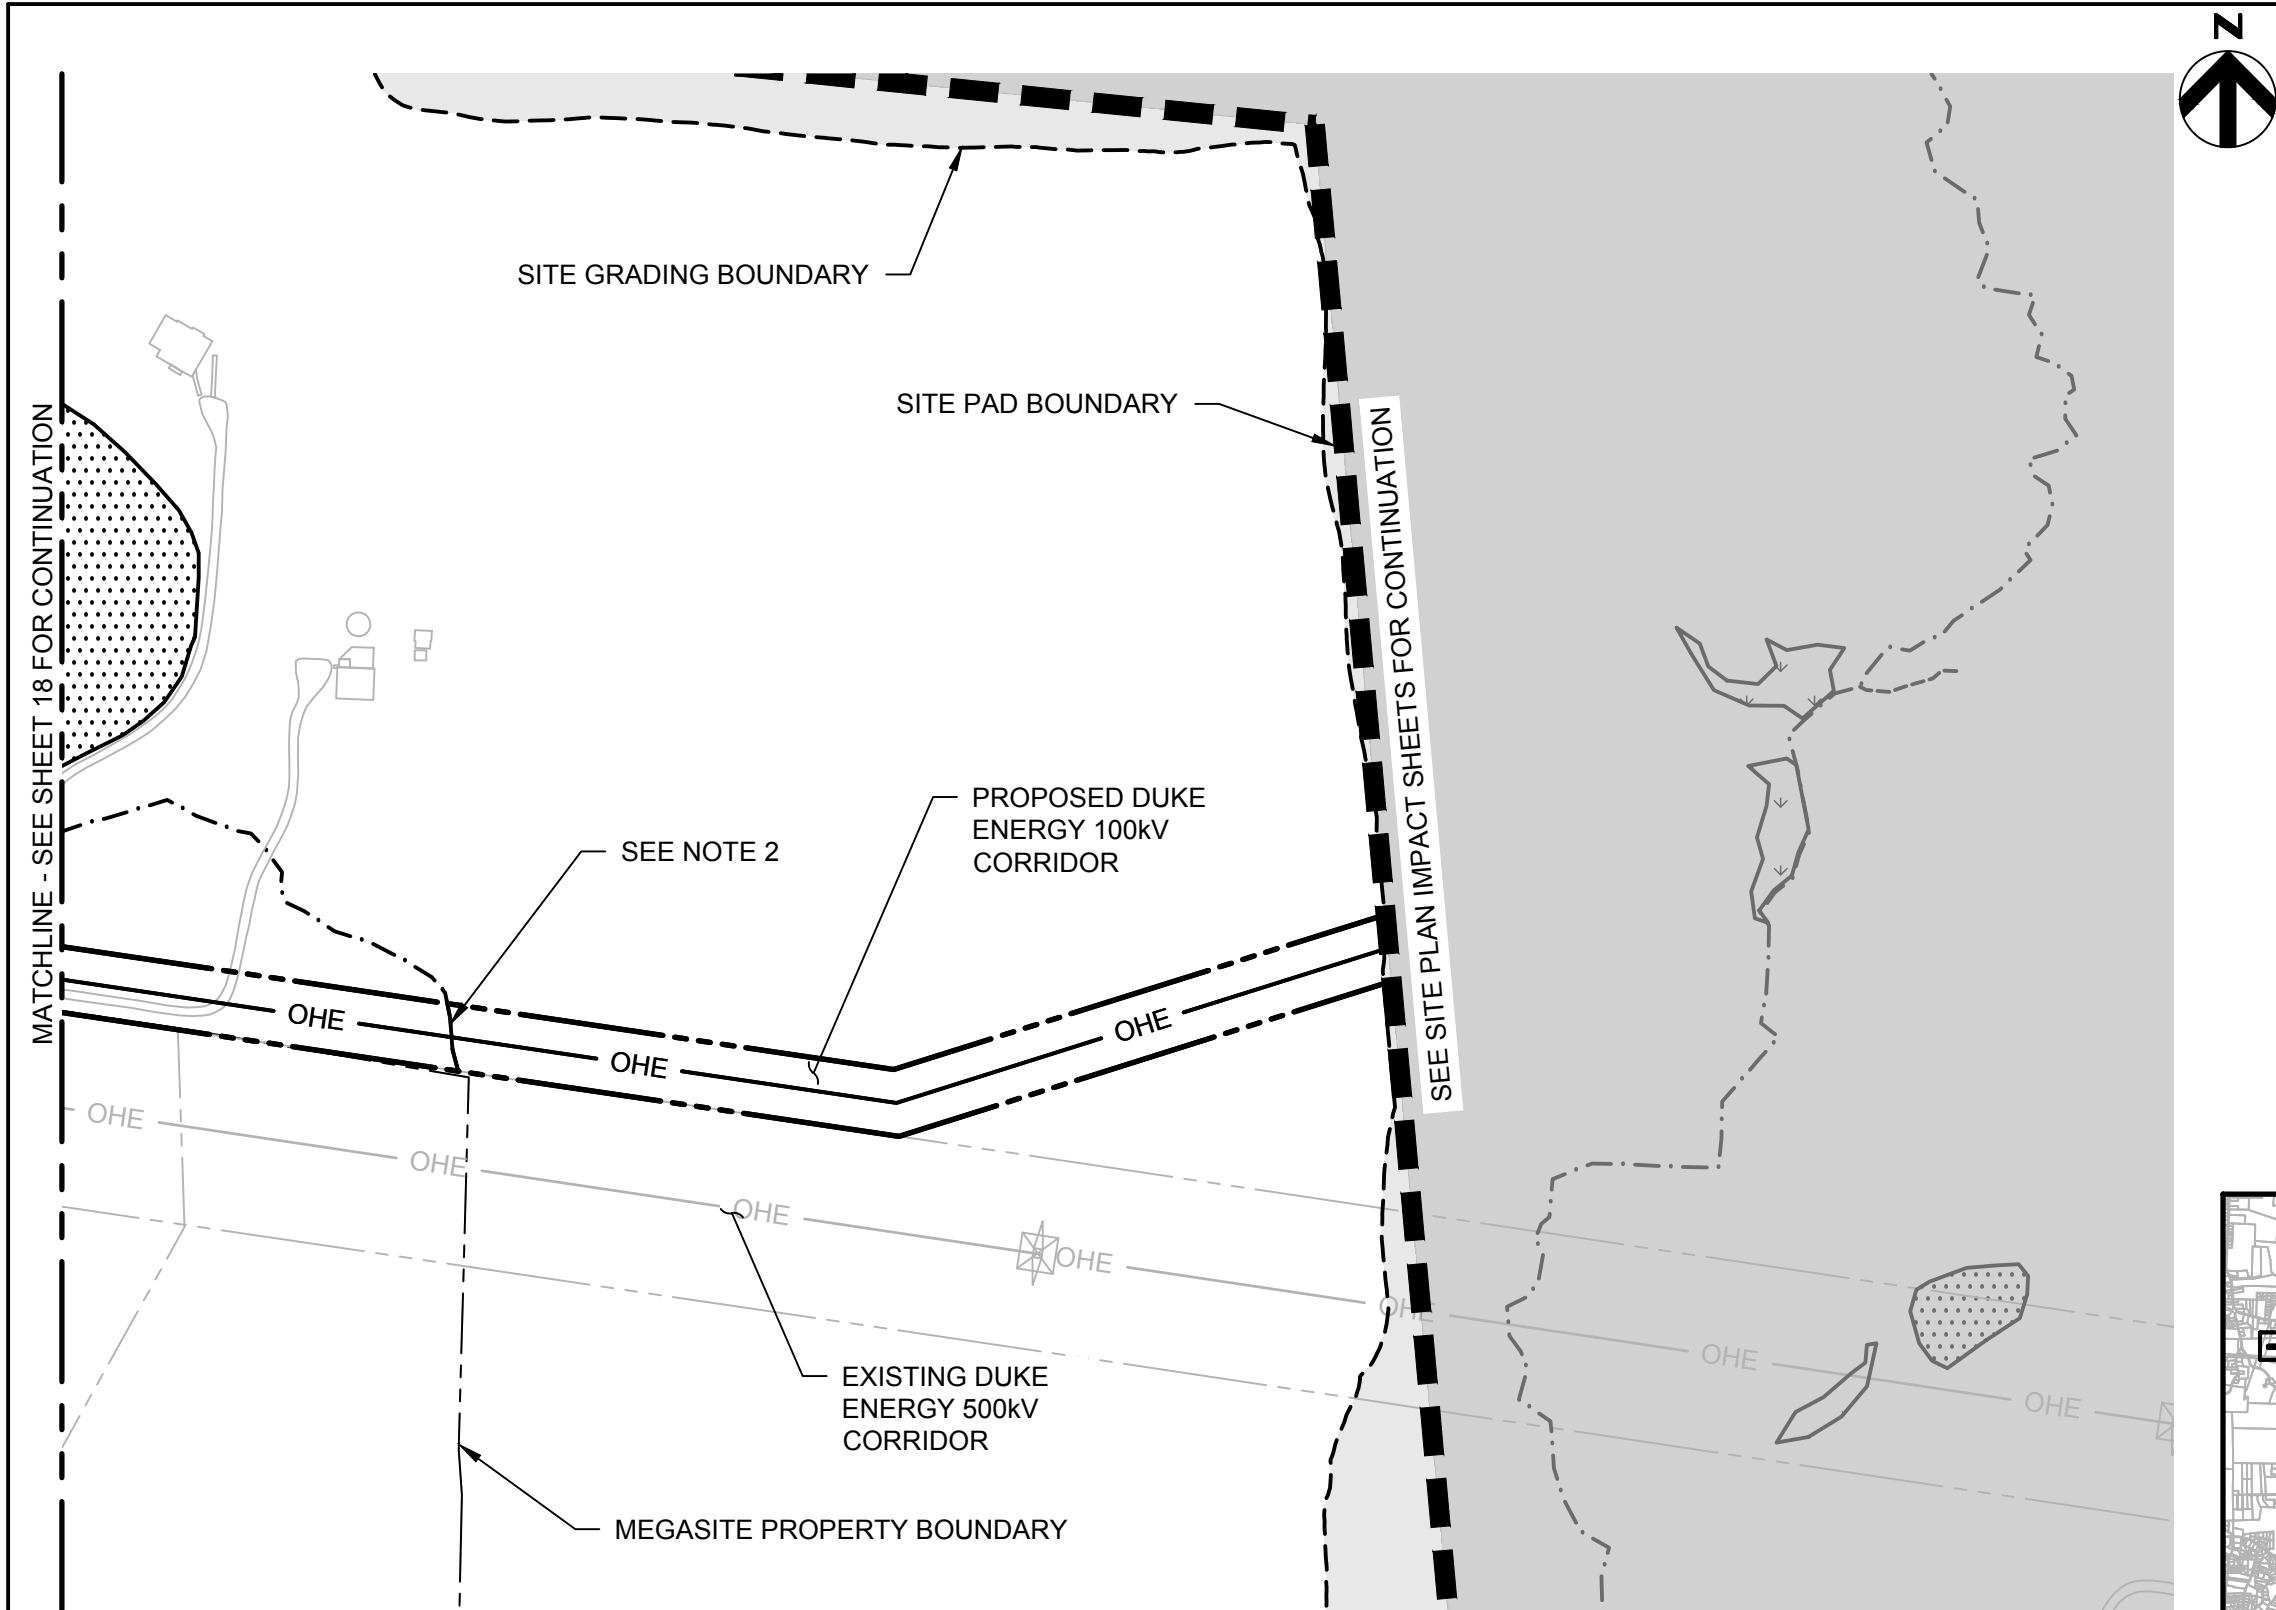 N
SITE GRADING BOUNDARY
SITE PAD BOUNDARY
MATCHLINE - SEE SHEET 18 FOR CONTINUATION
SEE SITE PLAN IMPACT SHEETS FOR CONTINUATION
PROPOSED DUKE
ENERGY 100kV
CORRIDOR
SEE NOTE 2
OHE
OHE
OHE
OHE
OHE
OHE
OHE
OHE
OHE
OHE
EXISTING DUKE
ENERGY 500kV
CORRIDOR
MEGASITE PROPERTY BOUNDARY